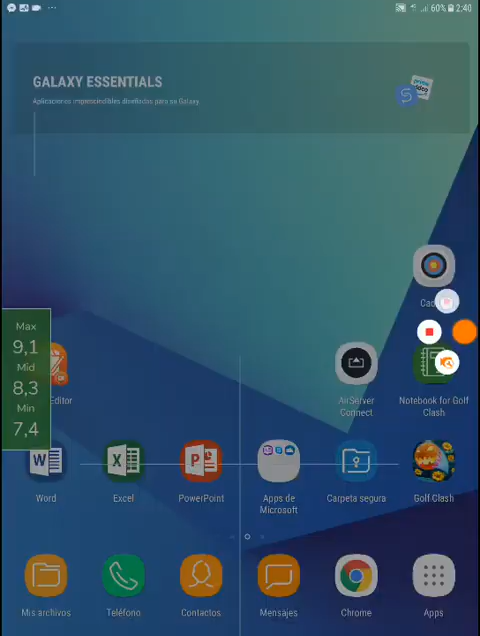 60% 2:40
GALAXY ESSENTIALS
Aplicaciones imprescindibles diseñadas para su Galaxy
Max
9,1
Mid
8,3
Min
7,4
Editor
AirServer
Connect
Notebook for Golf
Clash
Word
Excel
PowerPoint
Apps de
Microsoft
Carpeta segura
Golf Clash
Mis archivos
Teléfono
Contactos
Mensajes
Chrome
Apps